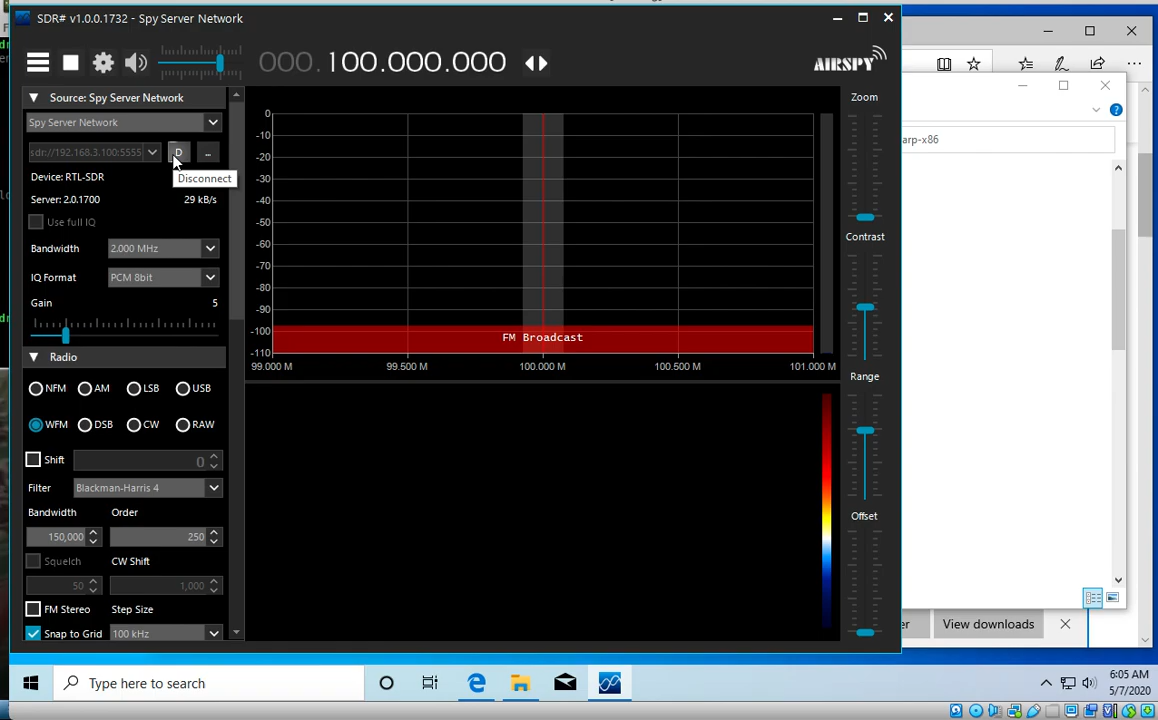 SDR# v1.0.0.1732 - Spy Server Network
000.100.000.000
AIRSPY
Source: Spy Server Network
Spy Server Network
sdr://192.168.3.100:5555
D
...
Disconnect
Device: RTL-SDR
Server: 2.0.1700
29 kB/s
Use full IQ
Bandwidth
2.000 MHz
IQ Format
PCM 8bit
Gain
5
Radio
NFM
AM
LSB
USB
WFM
DSB
CW
RAW
Shift
0
Filter
Blackman-Harris 4
Bandwidth
Order
150,000
250
Squelch
CW Shift
50
1,000
FM Stereo
Step Size
Snap to Grid
100 kHz
0
-10
-20
-30
-40
-50
-60
-70
-80
-90
-100
-110
FM Broadcast
99.000 M
99.500 M
100.000 M
100.500 M
101.000 M
Zoom
Contrast
Range
Offset
arp-x86
er
View downloads
Type here to search
6:05 AM
5/7/2020